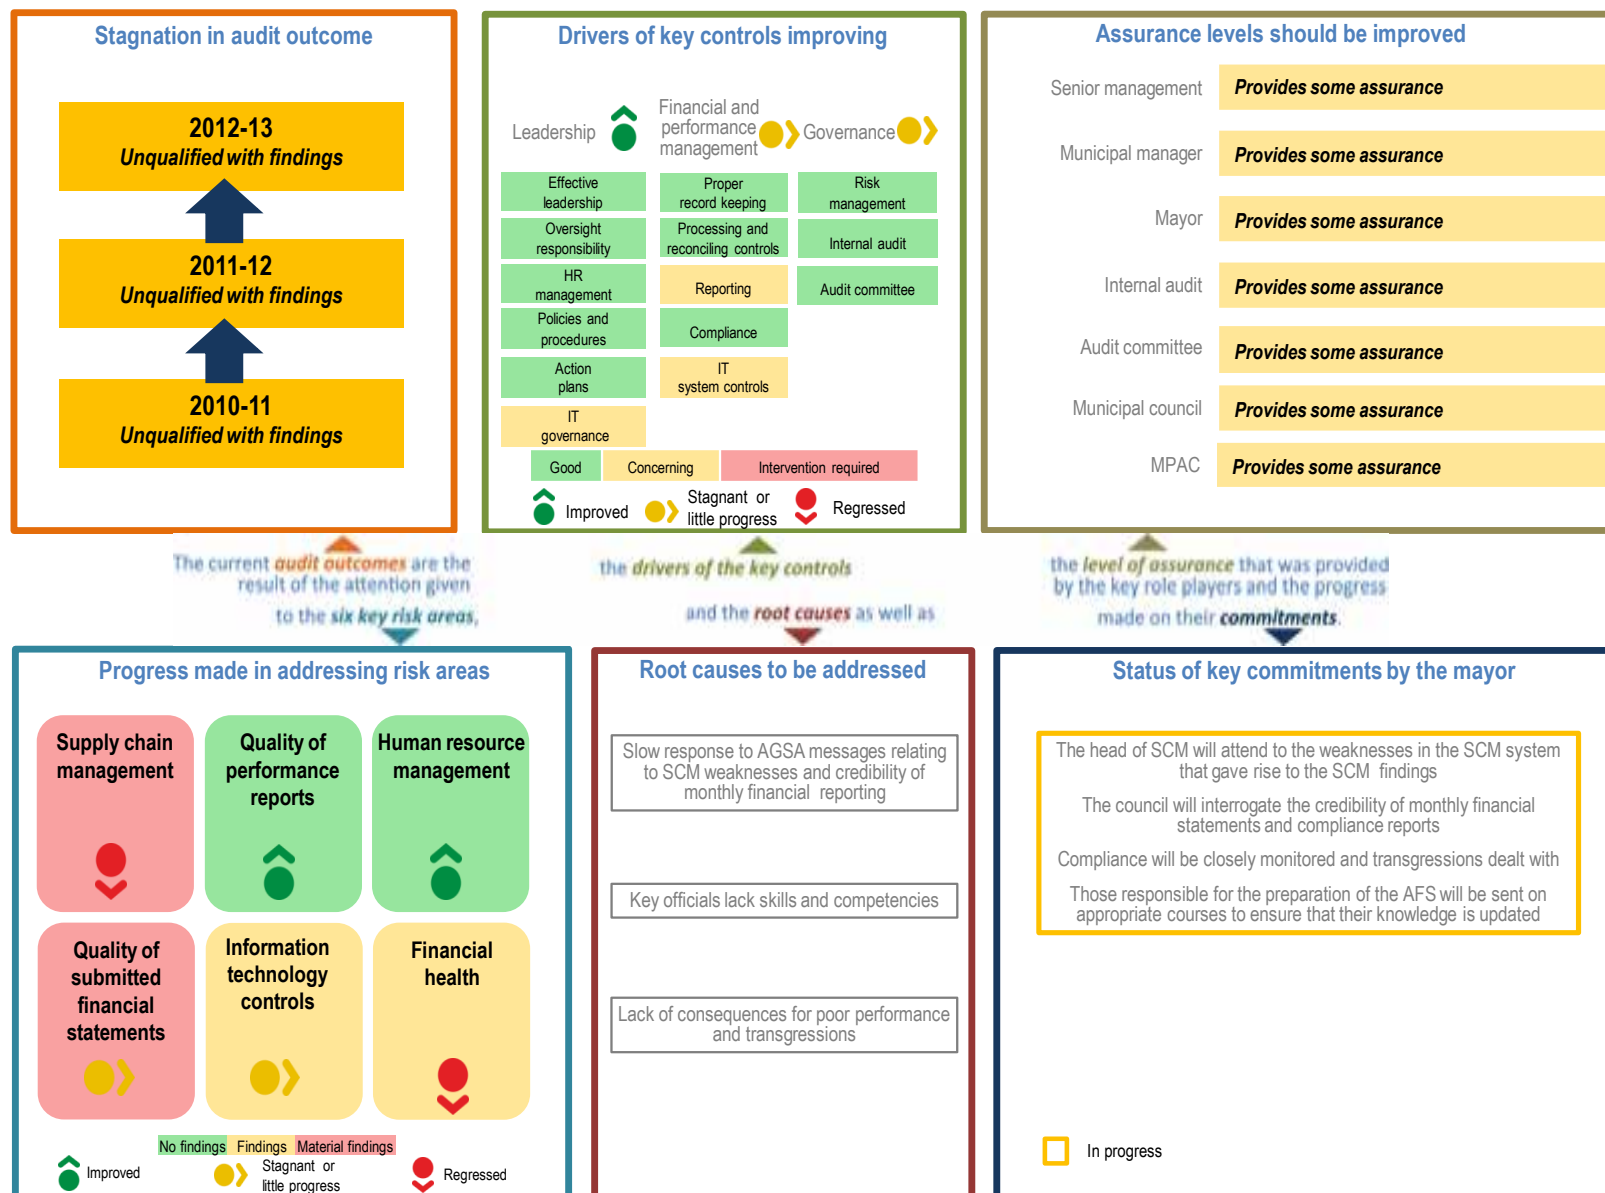 Stagnation in audit outcome
2012-13
Unqualified with findings
2011-12
Unqualified with findings
2010-11
Unqualified with findings
Drivers of key controls improving
Leadership
Financial and
performance
management
Governance
Effective
leadership
Proper
record keeping
Risk
management
Oversight
responsibility
Processing and
reconciling controls
Internal audit
HR
management
Reporting
Audit committee
Policies and
procedures
Compliance
Action
plans
IT
system controls
IT
governance
Good
Concerning
Intervention required
Improved
Stagnant or
little progress
Regressed
Assurance levels should be improved
Senior management
Provides some assurance
Municipal manager
Provides some assurance
Mayor
Provides some assurance
Internal audit
Provides some assurance
Audit committee
Provides some assurance
Municipal council
Provides some assurance
MPAC
Provides some assurance
The current audit outcomes are the
result of the attention given
to the six key risk areas,
the drivers of the key controls
and the root causes as well as
the level of assurance that was provided
by the key role players and the progress
made on their commitments.
Progress made in addressing risk areas
Supply chain
management
Quality of
performance
reports
Human resource
management
Quality of
submitted
financial
statements
Information
technology
controls
Financial
health
No findings
Findings
Material findings
Improved
Stagnant or
little progress
Regressed
Root causes to be addressed
Slow response to AGSA messages relating
to SCM weaknesses and credibility of
monthly financial reporting
Key officials lack skills and competencies
Lack of consequences for poor performance
and transgressions
Status of key commitments by the mayor
The head of SCM will attend to the weaknesses in the SCM system
that gave rise to the SCM findings
The council will interrogate the credibility of monthly financial
statements and compliance reports
Compliance will be closely monitored and transgressions dealt with
Those responsible for the preparation of the AFS will be sent on
appropriate courses to ensure that their knowledge is updated
In progress